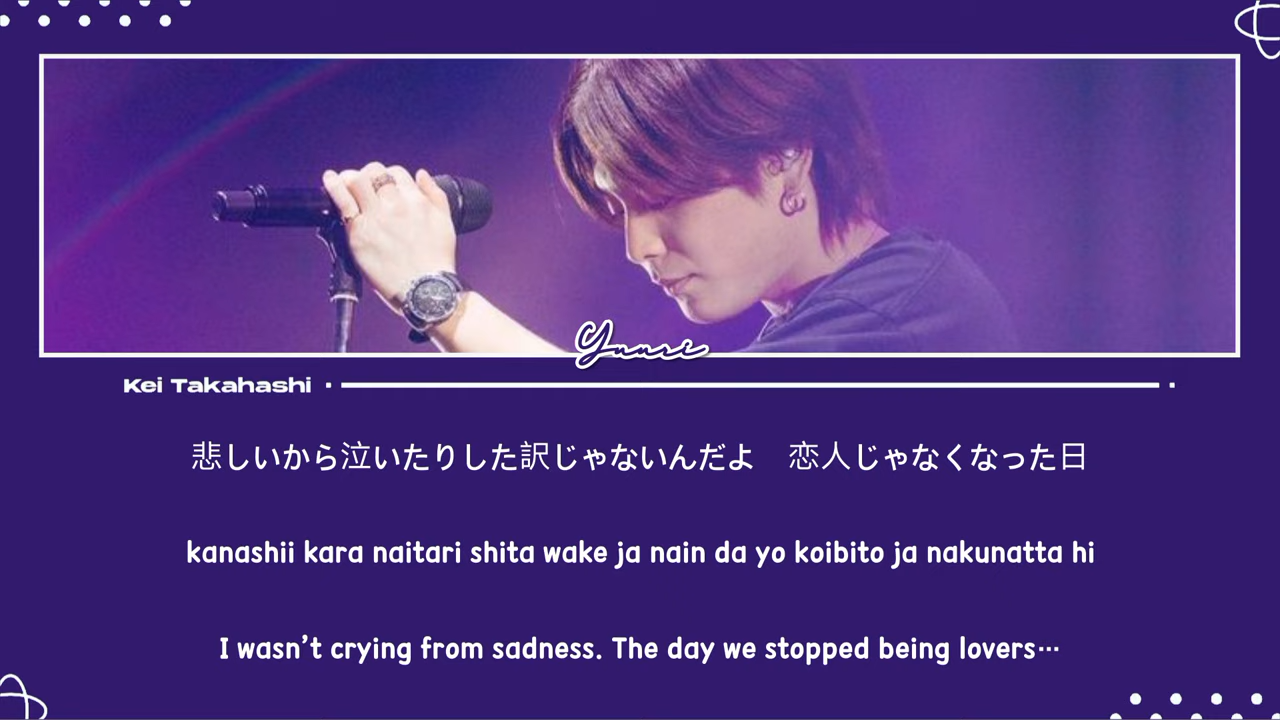 Yuuri
Kei Takahashi
悲しいから泣いたりした訳じゃないんだよ　恋人じゃなくなった日
kanashii kara naitari shita wake ja nain da yo koibito ja nakunatta hi
I wasn't crying from sadness. The day we stopped being lovers…